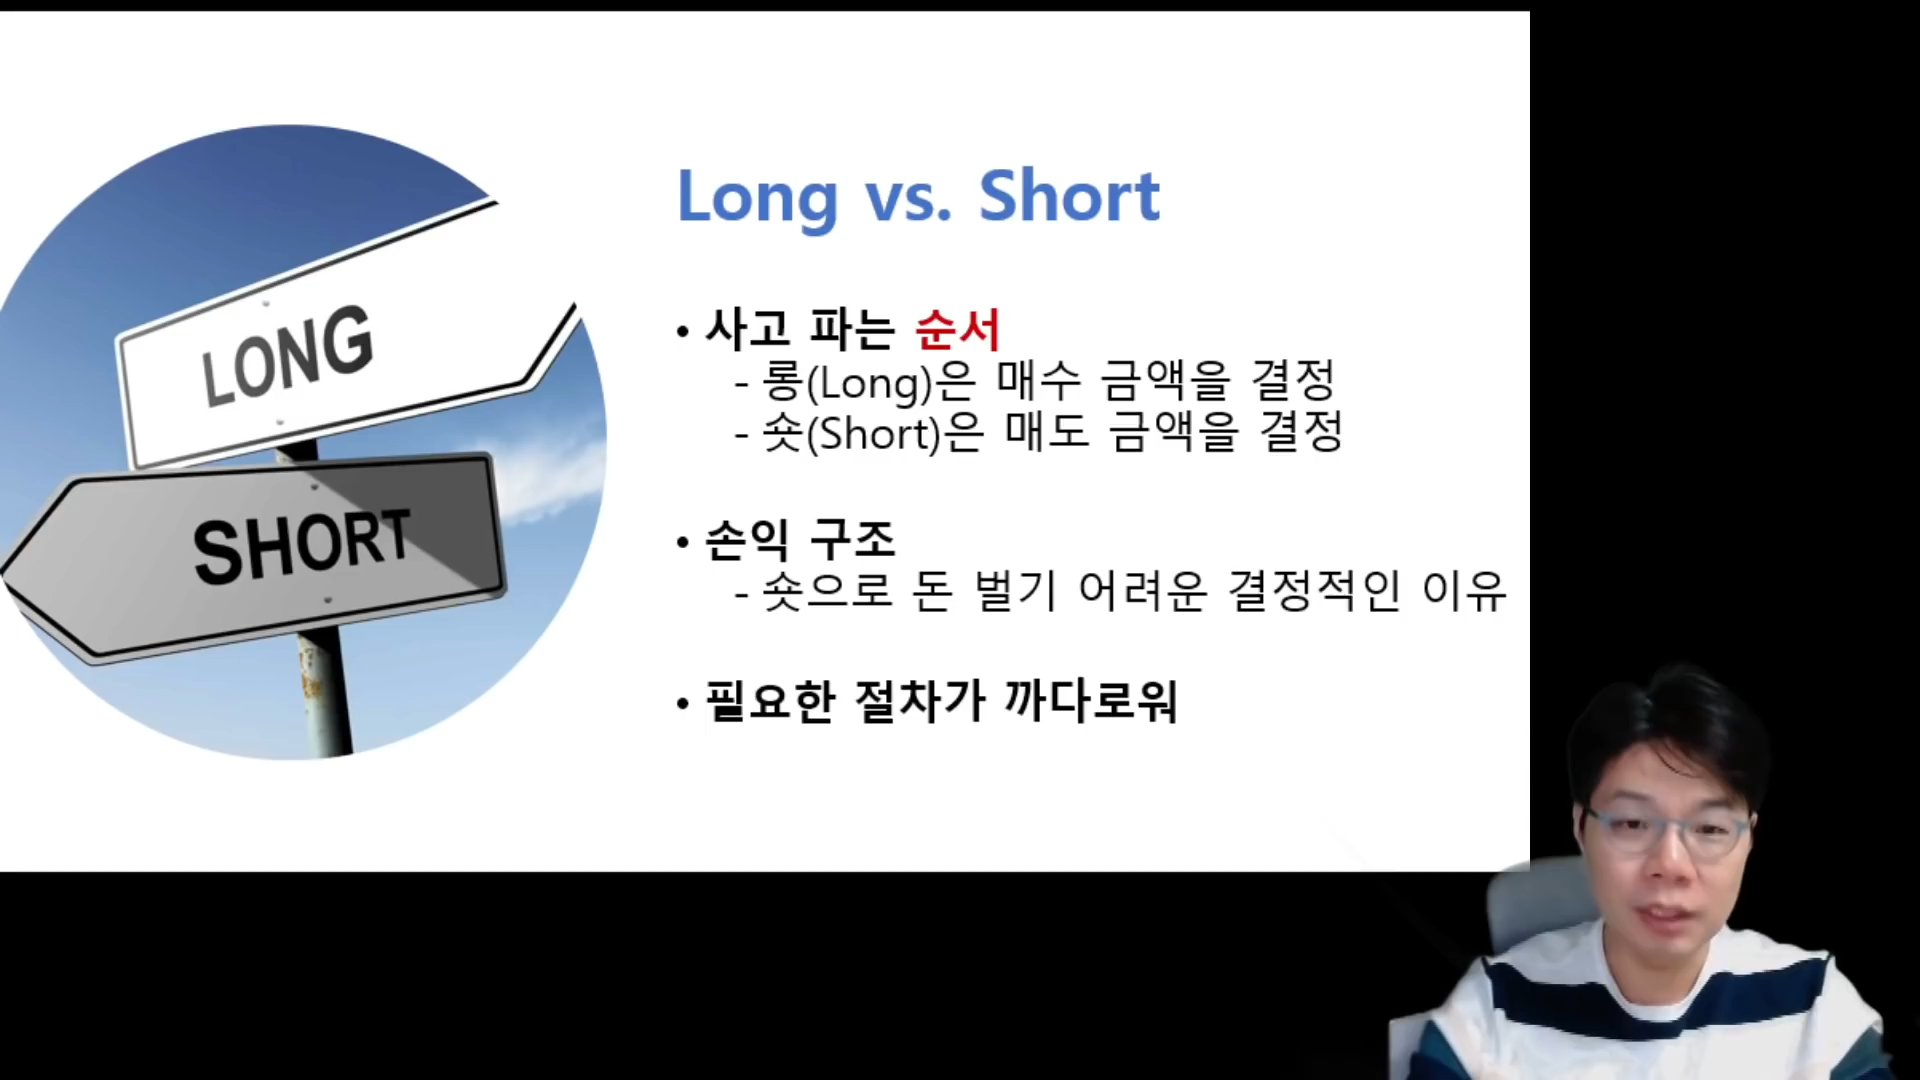 LONG
SHORT
Long vs. Short
• 사고 파는 순서
- 롱(Long)은 매수 금액을 결정
- 숏(Short)은 매도 금액을 결정
• 손익 구조
- 숏으로 돈 벌기 어려운 결정적인 이유
• 필요한 절차가 까다로워